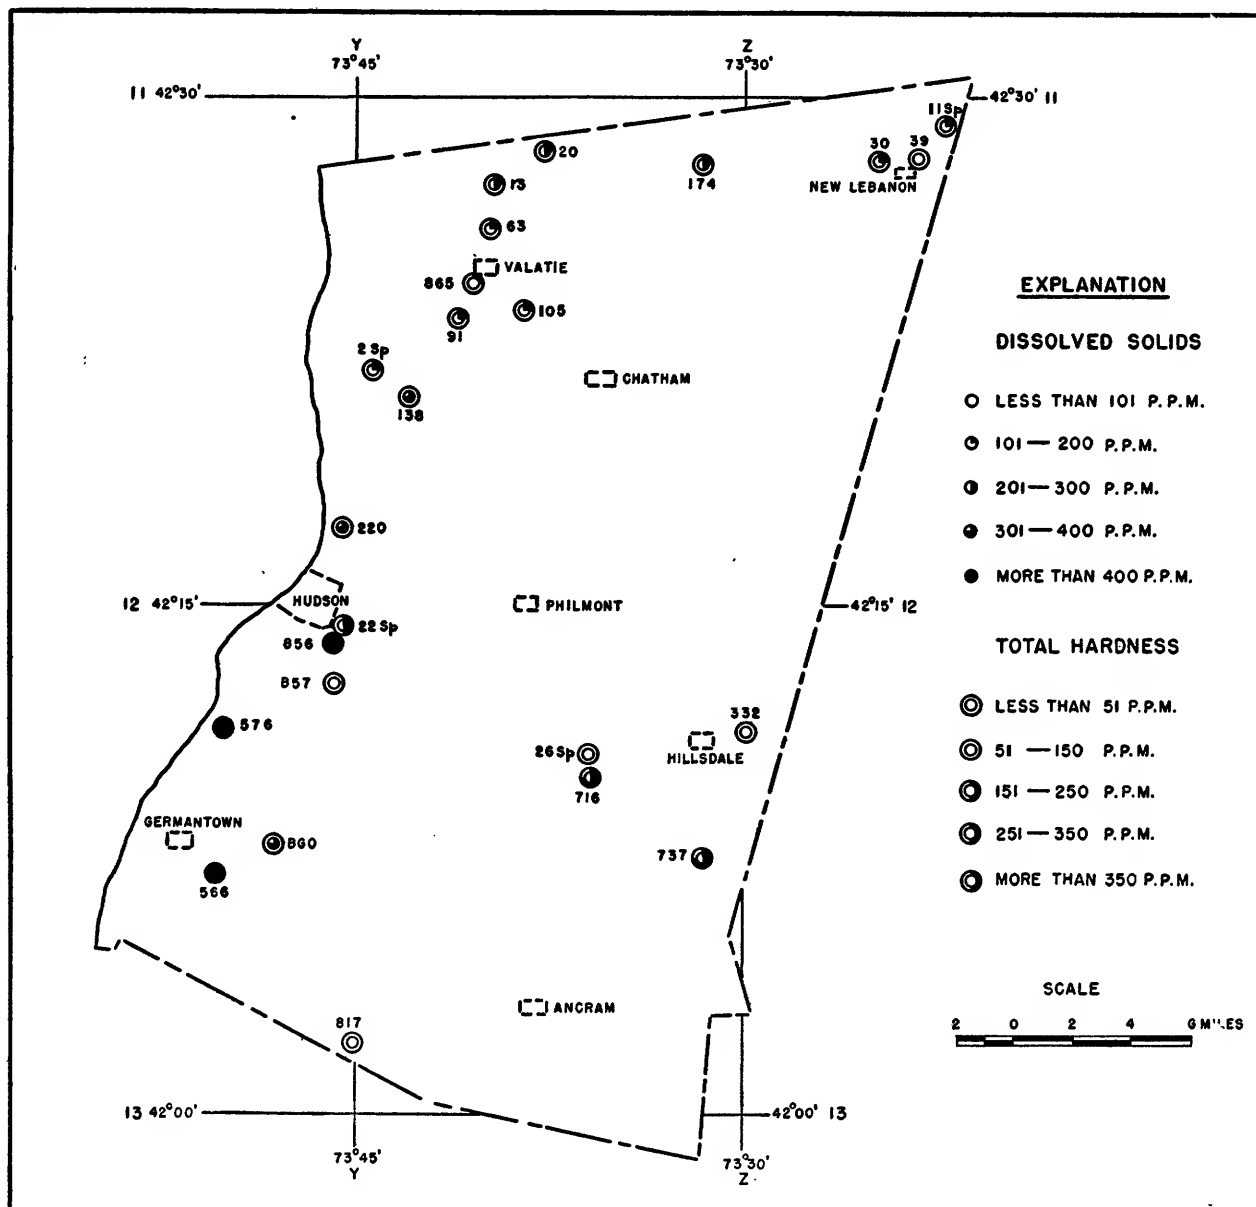 Y
73°45'
Z
73°30'
11 42°30'
42°30' 11
11Sp
20
30
39
174
13
NEW LEBANON
63
VALATIE
865
105
91
2Sp
CHATHAM
138
220
12 42°15'
HUDSON
PHILMONT
42°15' 12
22Sp
856
857
576
332
26Sp
HILLSDALE
716
GERMANTOWN
860
737
566
ANCRAM
817
13 42°00'
42°00' 13
73°45'
Y
73°30'
Z
EXPLANATION
DISSOLVED SOLIDS
LESS THAN 101 P.P.M.
101—200 P.P.M.
201—300 P.P.M.
301—400 P.P.M.
MORE THAN 400 P.P.M.
TOTAL HARDNESS
LESS THAN 51 P.P.M.
51—150 P.P.M.
151—250 P.P.M.
251—350 P.P.M.
MORE THAN 350 P.P.M.
SCALE
2 0 2 4 6 MILES